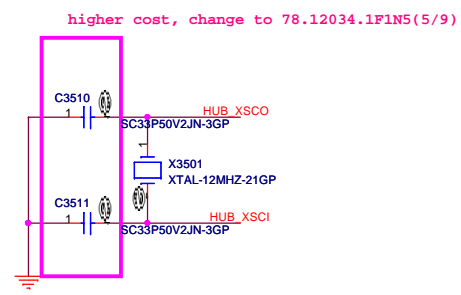 higher cost, change to 78.12034.1F1N5(5/9)
C3510
1
HUB_XSCO
SC33P50V2JN-3GP
1
X3501
XTAL-12MHZ-21GP
C3511
1
HUB_XSCI
SC33P50V2JN-3GP